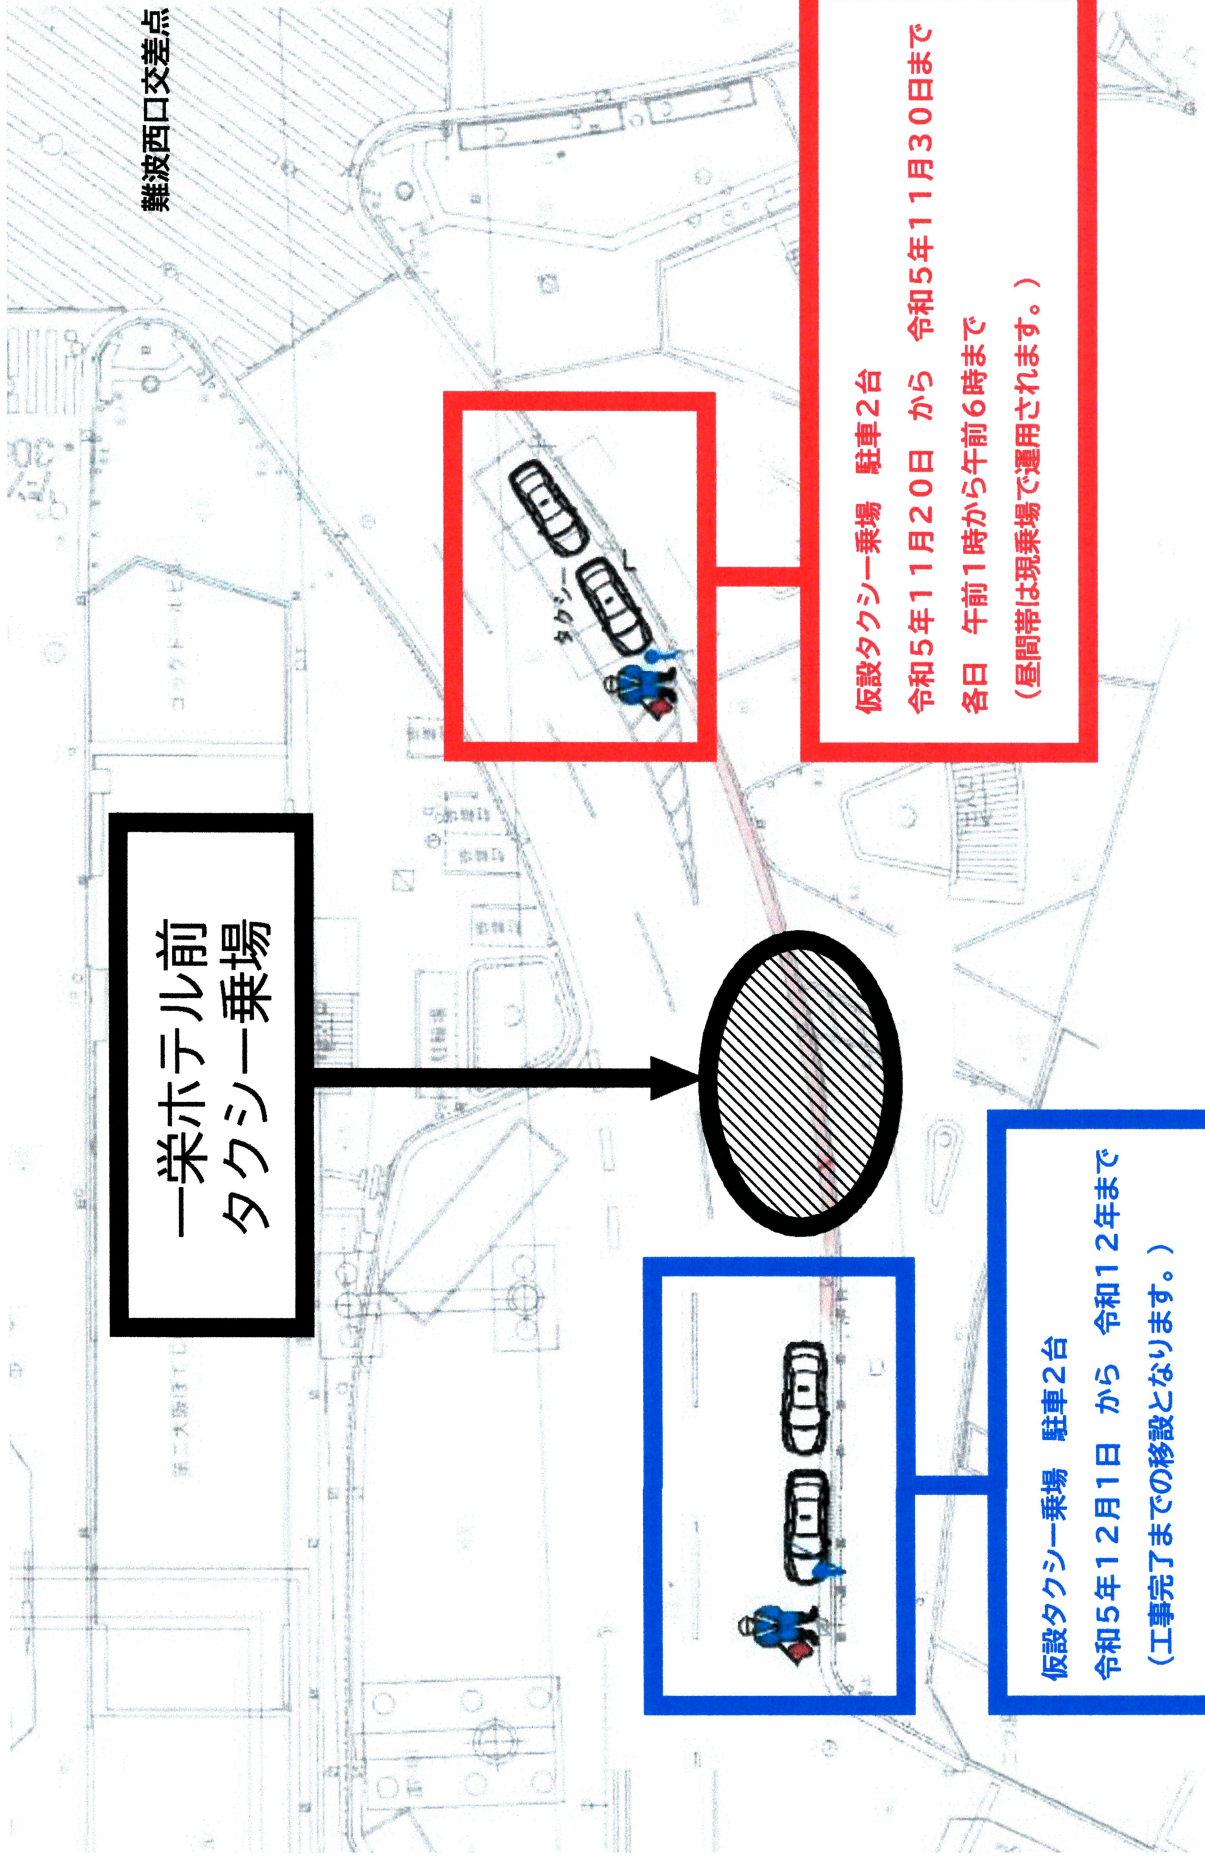 難波西口交差点
一栄ホテル前
タクシー乗場
タクシー
仮設タクシー乗場　駐車2台
令和5年11月20日　から　令和5年11月30日まで
各日　午前1時から午前6時まで
（昼間帯は現乗場で運用されます。）
仮設タクシー乗場　駐車2台
令和5年12月1日　から　令和12年まで
（工事完了までの移設となります。）